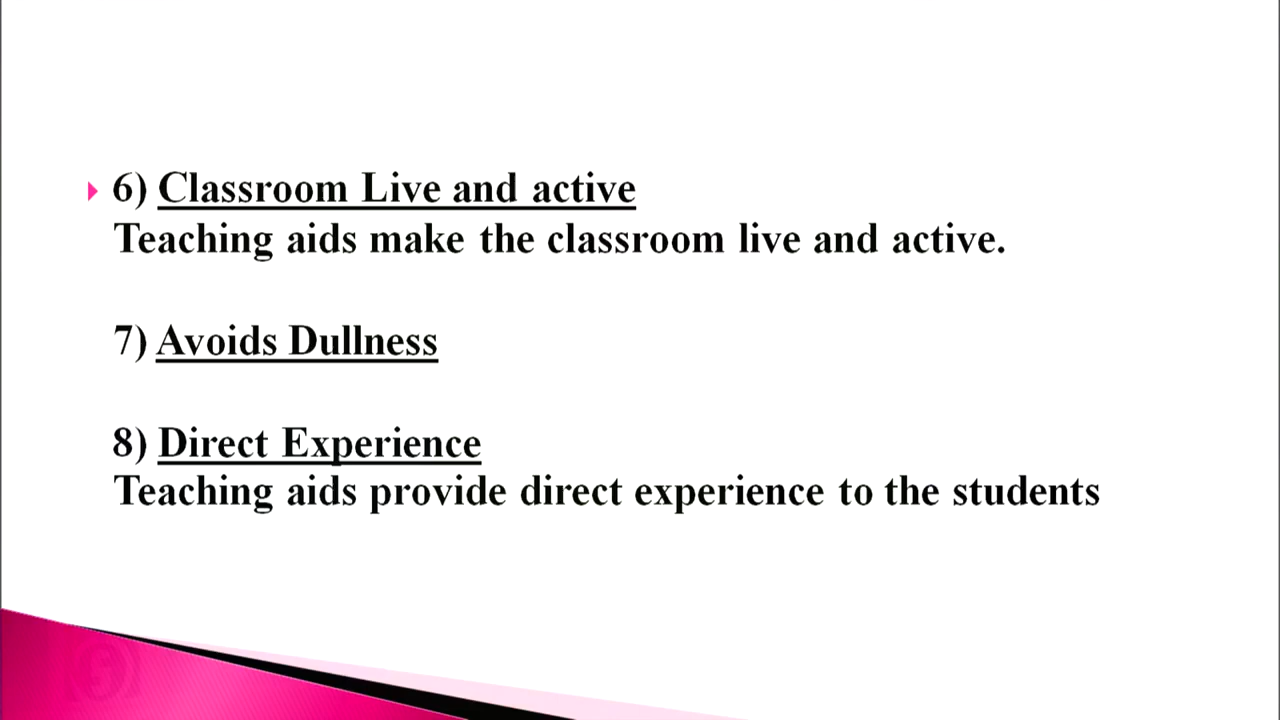 6) Classroom Live and active
Teaching aids make the classroom live and active.
7) Avoids Dullness
8) Direct Experience
Teaching aids provide direct experience to the students